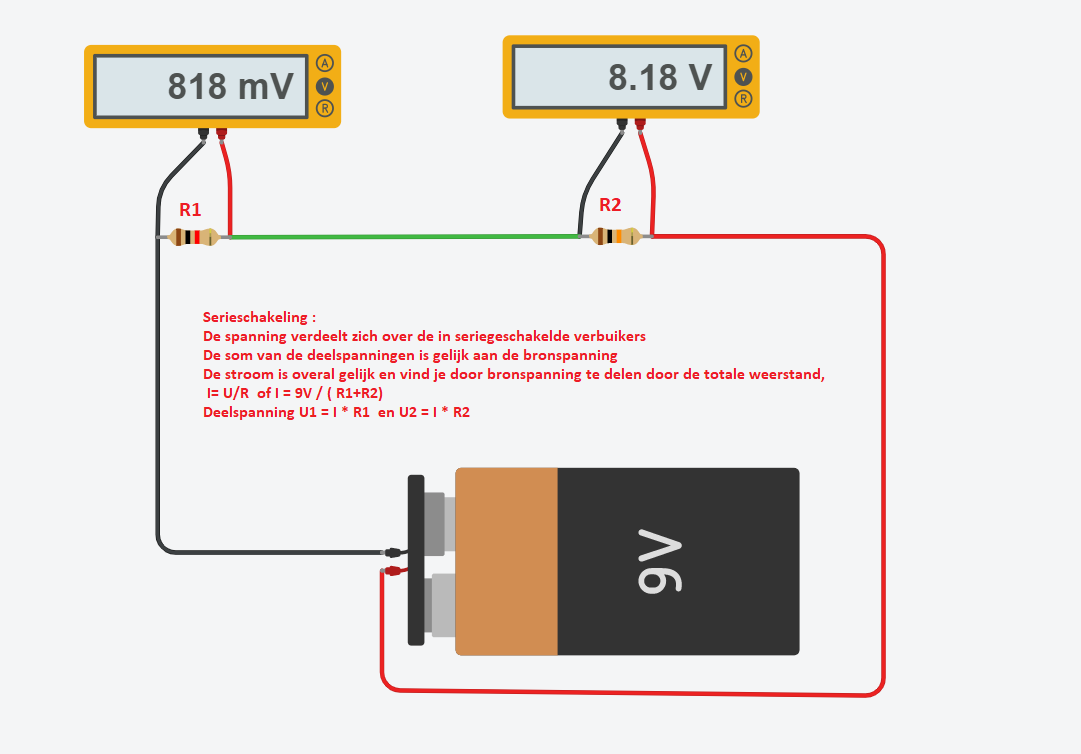 818 mV
A
V
R
8.18 V
A
V
R
R1
R2
Serieschakeling :
De spanning verdeelt zich over de in seriegeschakelde verbuikers
De som van de deelspanningen is gelijk aan de bronspanning
De stroom is overal gelijk en vind je door bronspanning te delen door de totale weerstand,
I= U/R  of I = 9V / ( R1+R2)
Deelspanning U1 = I * R1  en U2 = I * R2
9V